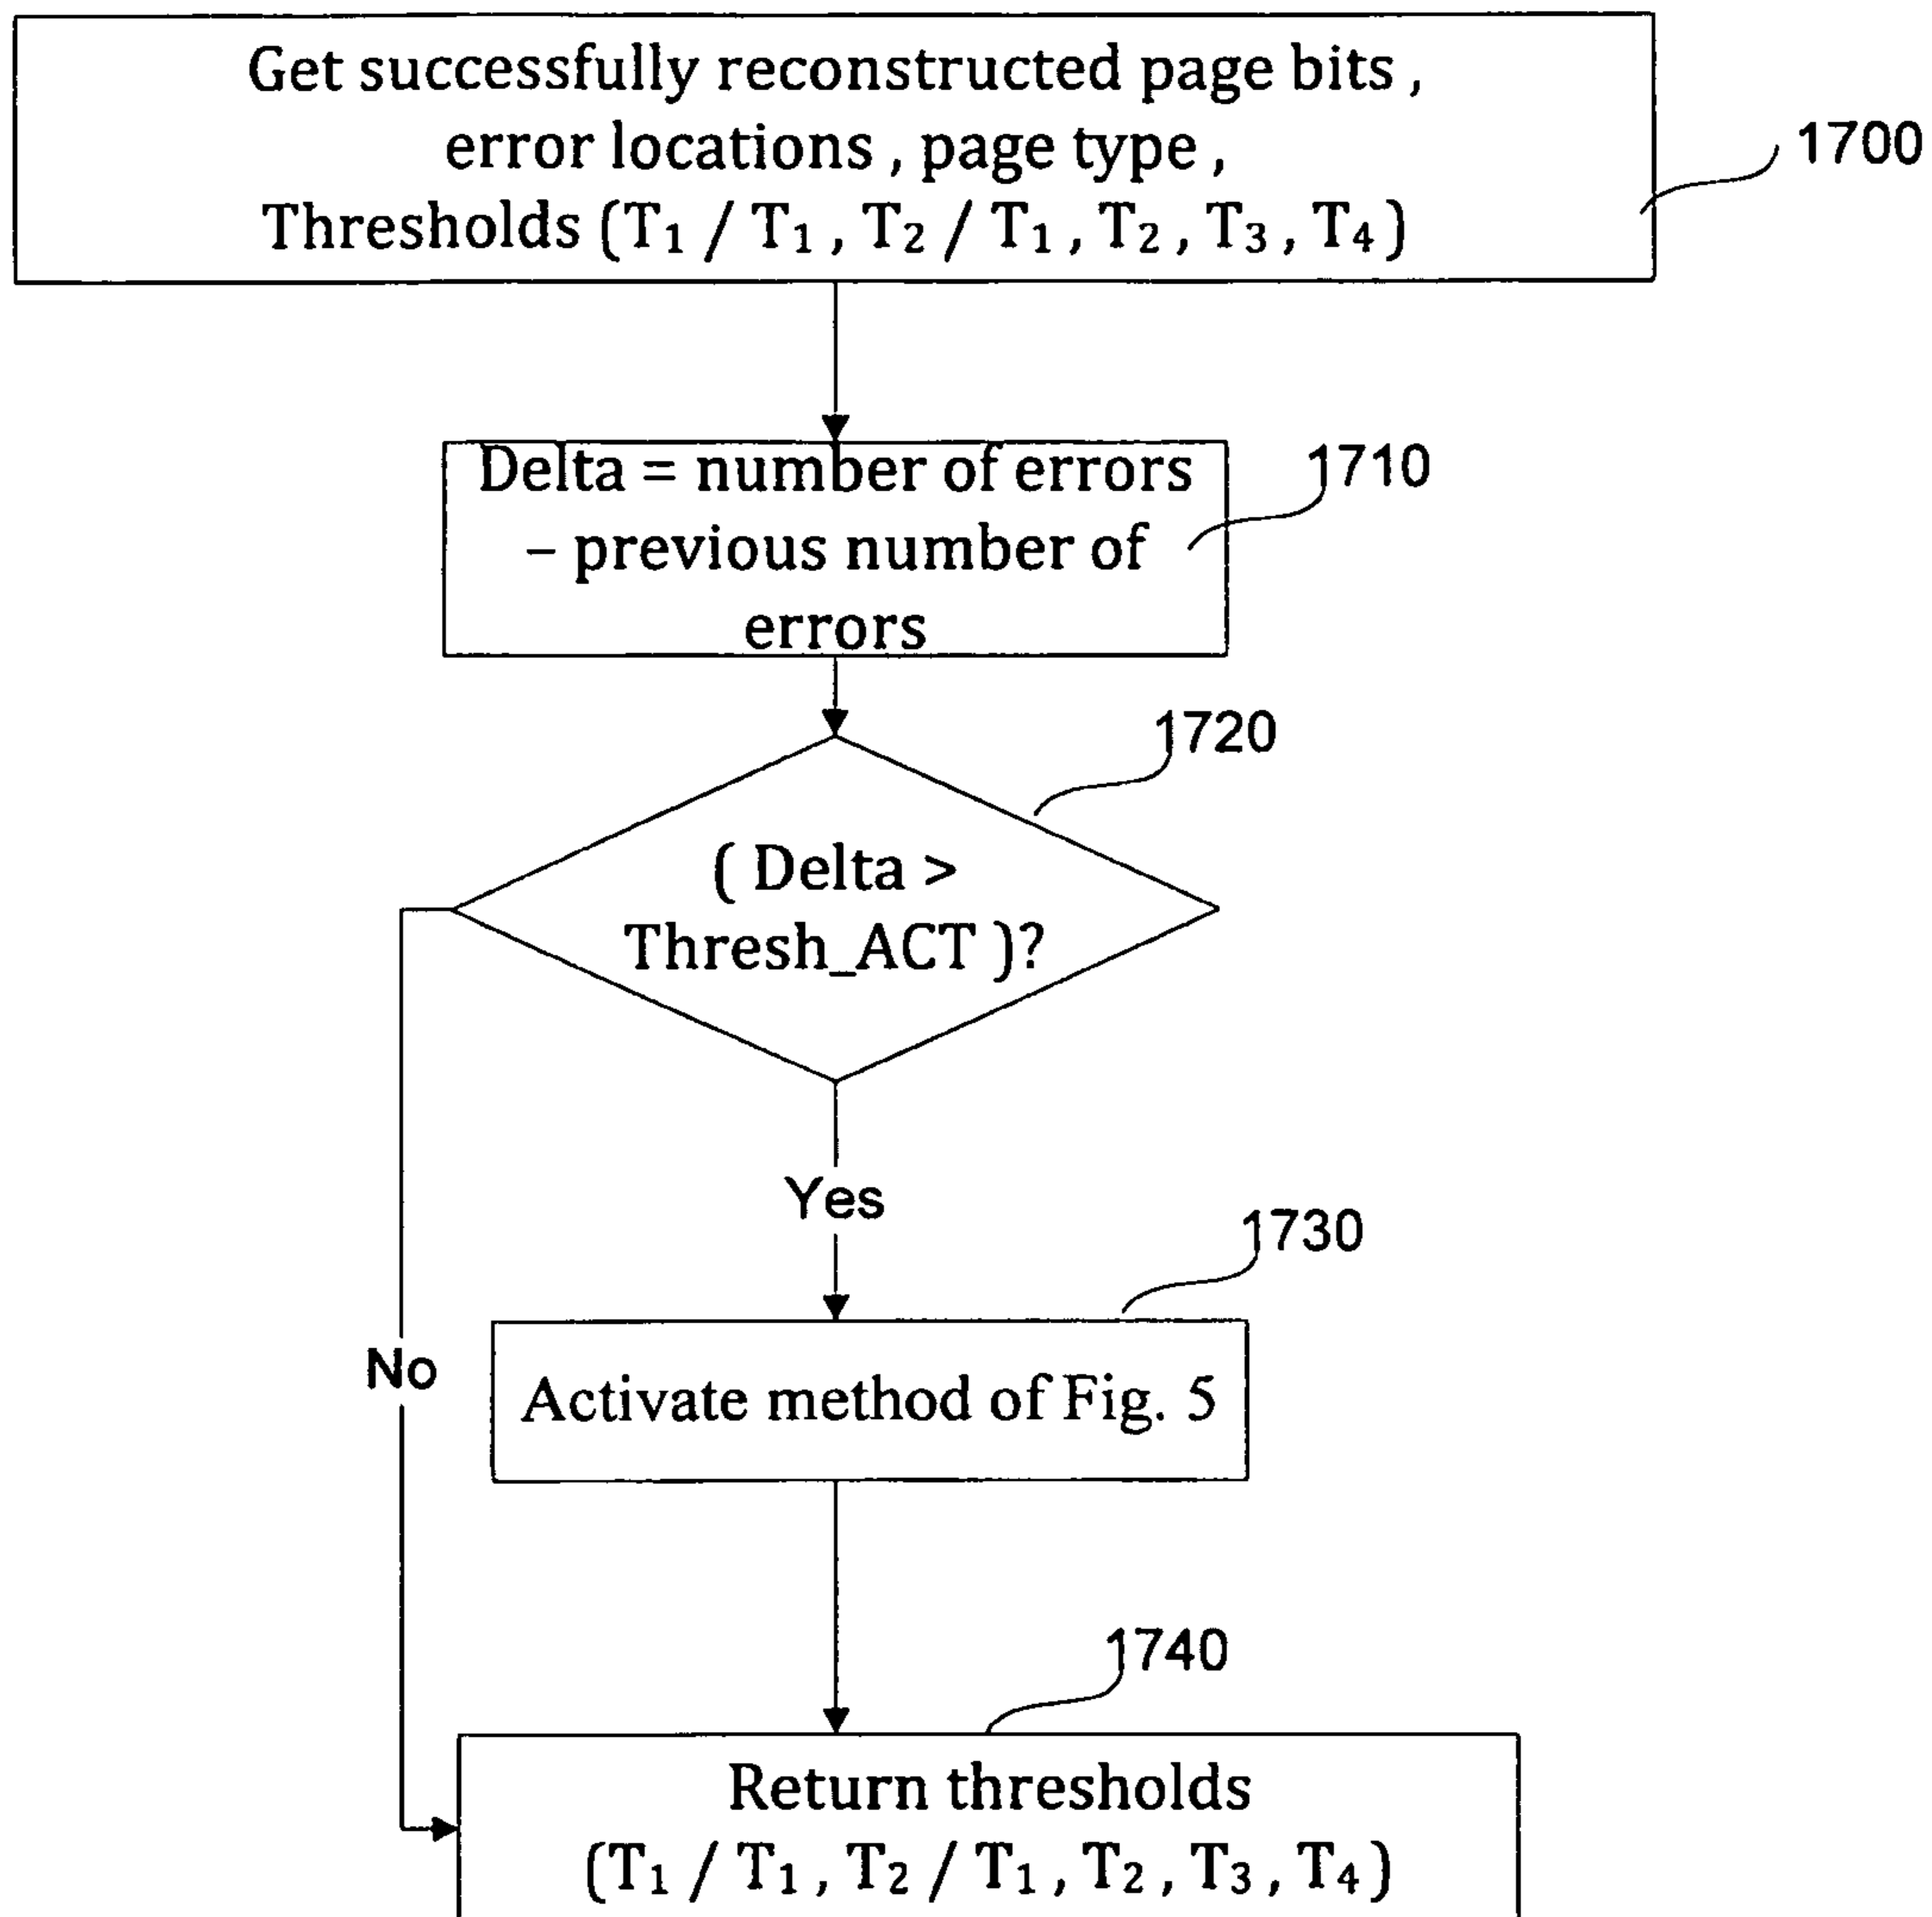 Get successfully reconstructed page bits ,
error locations , page type ,
Thresholds (T₁ / T₁ , T₂ / T₁ , T₂ , T₃ , T₄ )
1700
Delta = number of errors
– previous number of
errors
1710
1720
( Delta >
Thresh_ACT )?
Yes
1730
No
Activate method of Fig. 5
1740
Return thresholds
(T₁ / T₁ , T₂ / T₁ , T₂ , T₃ , T₄ )